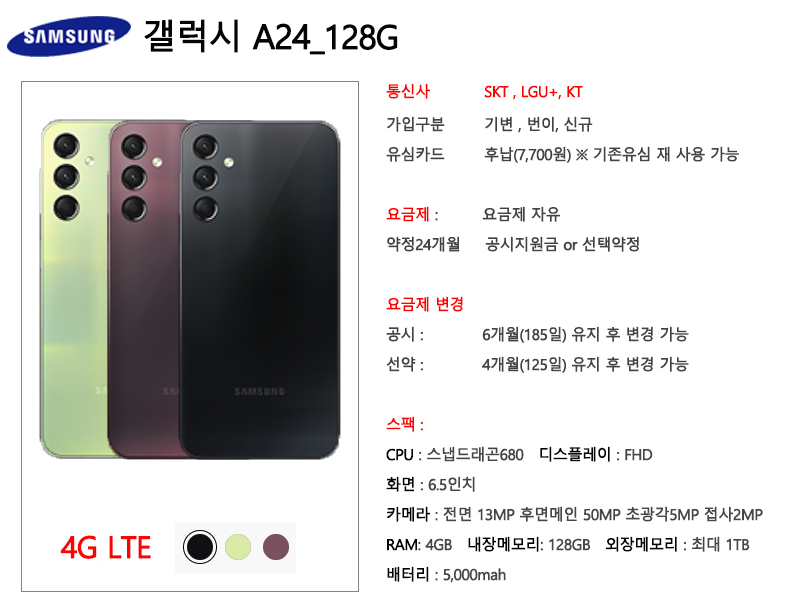 SAMSUNG 갤럭시 A24_128G
통신사 SKT , LGU+, KT
가입구분 기변 , 번이, 신규
유심카드 후납(7,700원) ※ 기존유심 재 사용 가능
요금제 : 요금제 자유
약정24개월 공시지원금 or 선택약정
요금제 변경
공시 : 6개월(185일) 유지 후 변경 가능
선약 : 4개월(125일) 유지 후 변경 가능
스팩 :
CPU : 스냅드래곤680 디스플레이 : FHD
화면 : 6.5인치
카메라 : 전면 13MP 후면메인 50MP 초광각5MP 접사2MP
RAM: 4GB 내장메모리: 128GB 외장메모리 : 최대 1TB
배터리 : 5,000mah
SA
SA
SAMSUNG
4G LTE